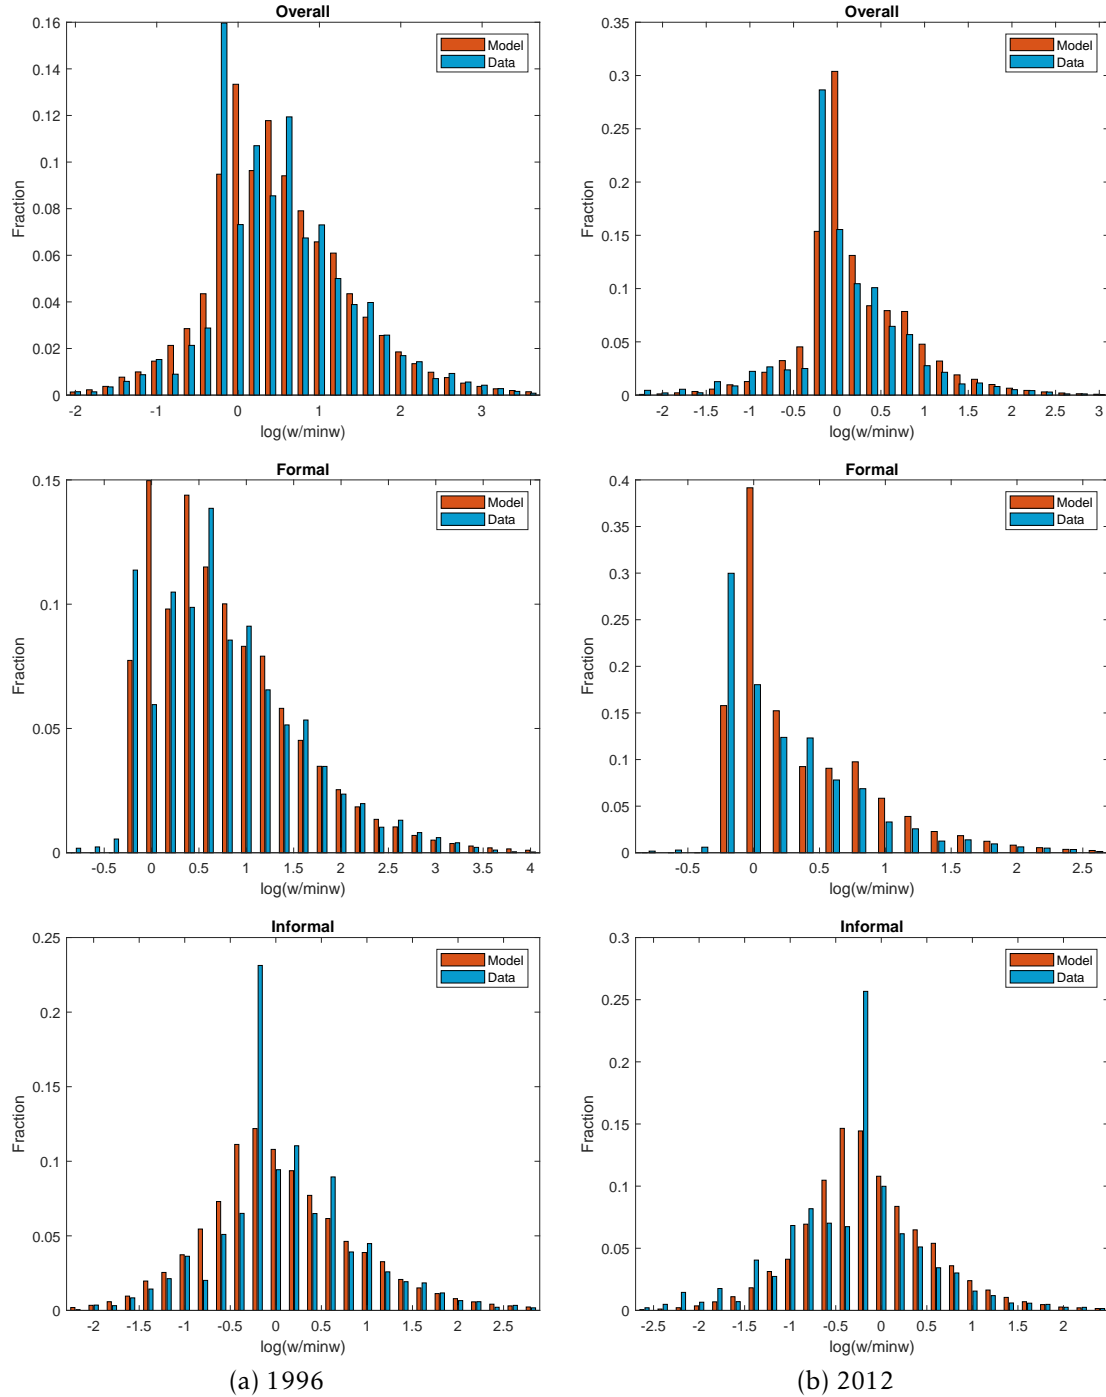 Overall
0.16
0.14
0.12
0.1
0.08
0.06
0.04
0.02
0
Fraction
Model
Data
-2 -1 0 1 2 3
log(w/minw)
Overall
0.35
0.3
0.25
0.2
0.15
0.1
0.05
0
Fraction
Model
Data
-2 -1.5 -1 -0.5 0 0.5 1 1.5 2 2.5 3
log(w/minw)
Formal
0.15
0.1
0.05
0
Fraction
Model
Data
-0.5 0 0.5 1 1.5 2 2.5 3 3.5 4
log(w/minw)
Formal
0.4
0.35
0.3
0.25
0.2
0.15
0.1
0.05
0
Fraction
Model
Data
-0.5 0 0.5 1 1.5 2 2.5
log(w/minw)
Informal
0.25
0.2
0.15
0.1
0.05
0
Fraction
Model
Data
-2 -1.5 -1 -0.5 0 0.5 1 1.5 2 2.5
log(w/minw)
Informal
0.3
0.25
0.2
0.15
0.1
0.05
0
Fraction
Model
Data
-2.5 -2 -1.5 -1 -0.5 0 0.5 1 1.5 2
log(w/minw)
(a) 1996
(b) 2012